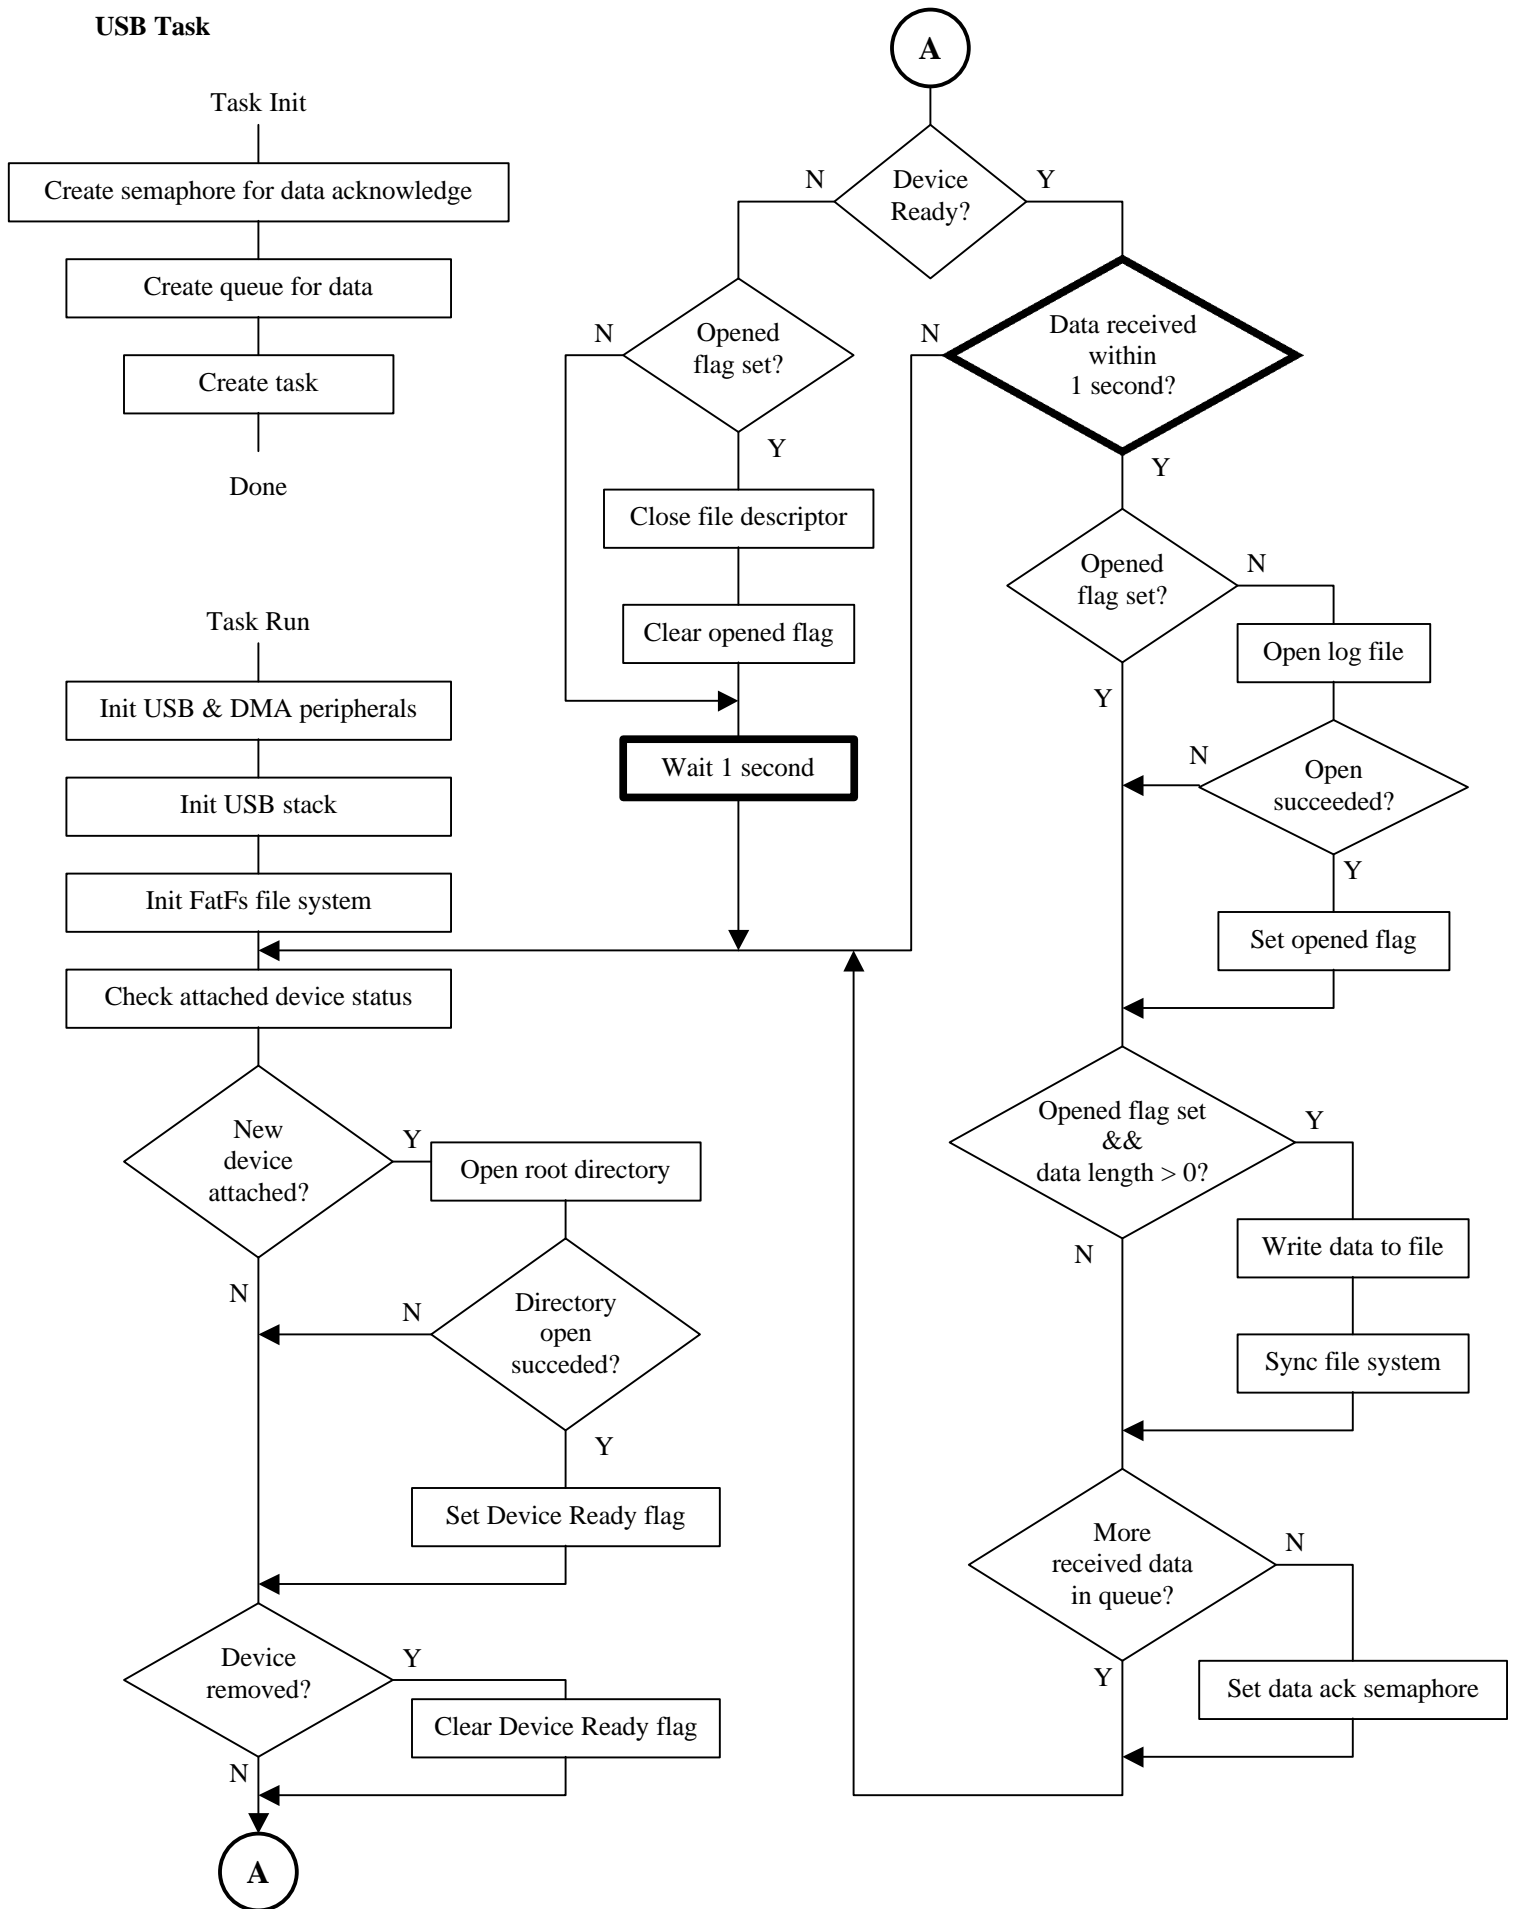 USB Task
Task Init
Create semaphore for data acknowledge
Create queue for data
Create task
Done
Task Run
Init USB & DMA peripherals
Init USB stack
Init FatFs file system
Check attached device status
New
device
attached?
Y
N
Open root directory
Directory
open
succeded?
N
Y
Set Device Ready flag
Device
removed?
Y
N
Clear Device Ready flag
A
A
Device
Ready?
N
Y
Opened
flag set?
N
Y
Close file descriptor
Clear opened flag
Wait 1 second
Data received
within
1 second?
N
Y
Opened
flag set?
N
Y
Open log file
Open
succeeded?
N
Y
Set opened flag
Opened flag set
&&
data length > 0?
Y
N
Write data to file
Sync file system
More
received data
in queue?
N
Y
Set data ack semaphore